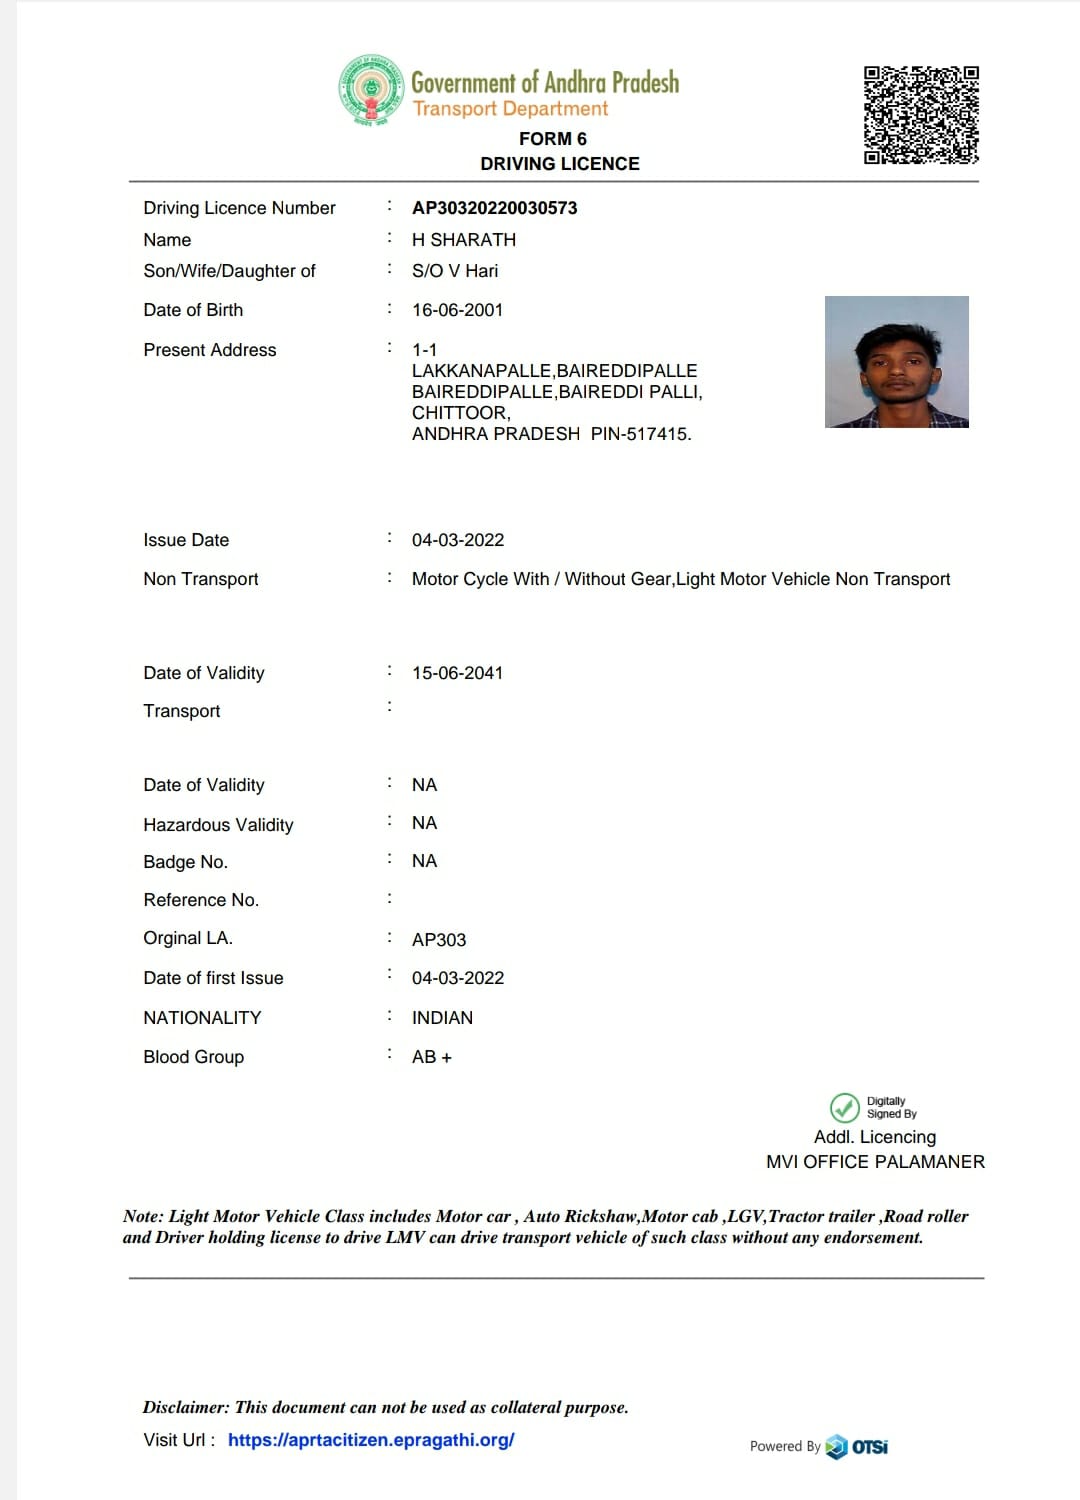 Government of Andhra Pradesh
Transport Department
FORM 6
DRIVING LICENCE
Driving Licence Number : AP30320220030573
Name : H SHARATH
Son/Wife/Daughter of : S/O V Hari
Date of Birth : 16-06-2001
Present Address : 1-1
LAKKANAPALLE,BAIREDDIPALLE
BAIREDDIPALLE,BAIREDDI PALLI,
CHITTOOR,
ANDHRA PRADESH PIN-517415.
Issue Date : 04-03-2022
Non Transport : Motor Cycle With / Without Gear,Light Motor Vehicle Non Transport
Date of Validity : 15-06-2041
Transport :
Date of Validity : NA
Hazardous Validity : NA
Badge No. : NA
Reference No. :
Orginal LA. : AP303
Date of first Issue : 04-03-2022
NATIONALITY : INDIAN
Blood Group : AB +
Digitally
Signed By
Addl. Licencing
MVI OFFICE PALAMANER
Note: Light Motor Vehicle Class includes Motor car , Auto Rickshaw,Motor cab ,LGV,Tractor trailer ,Road roller
and Driver holding license to drive LMV can drive transport vehicle of such class without any endorsement.
Disclaimer: This document can not be used as collateral purpose.
Visit Url : https://aprtacitizen.epragathi.org/
Powered By OTSi